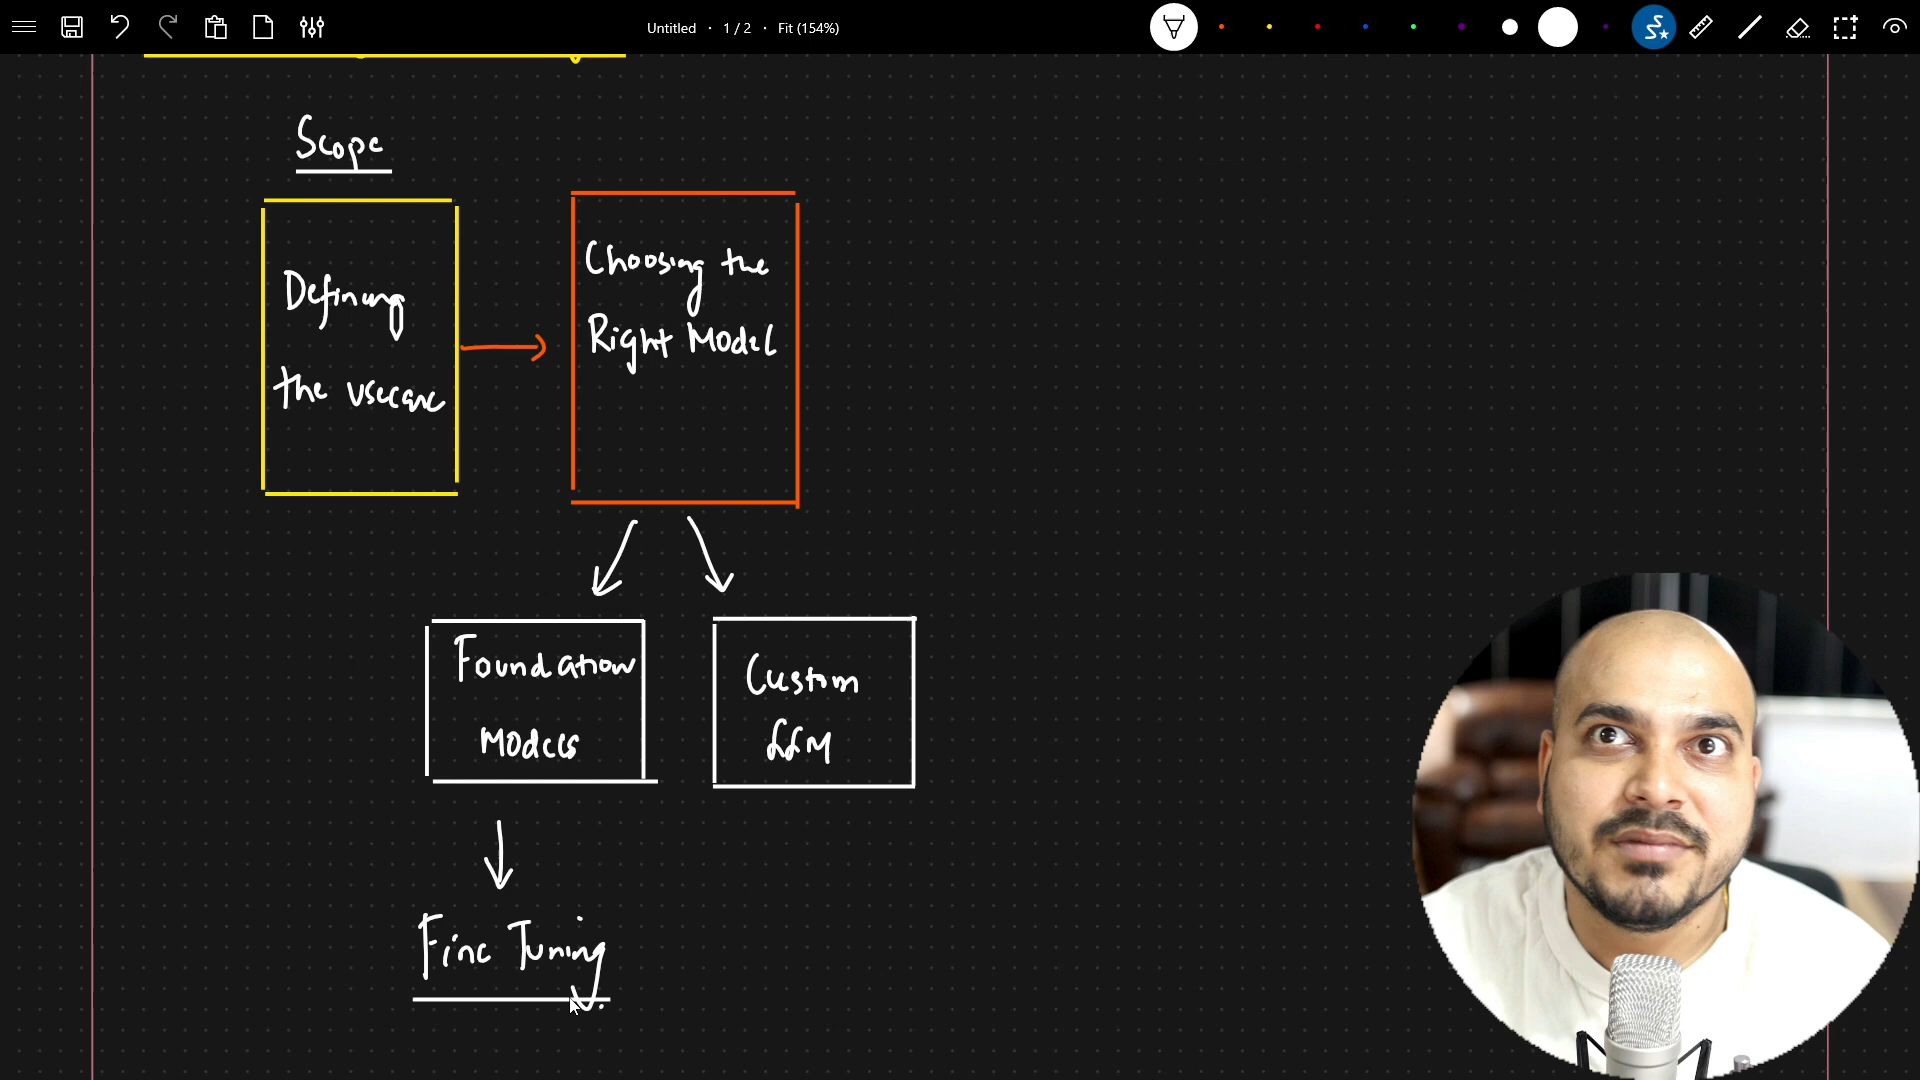 Untitled · 1 / 2 · Fit (154%)
Scope
Defining
the usecase
Choosing the
Right Model
Foundation
Models
Custom
LLM
Fine Tuning